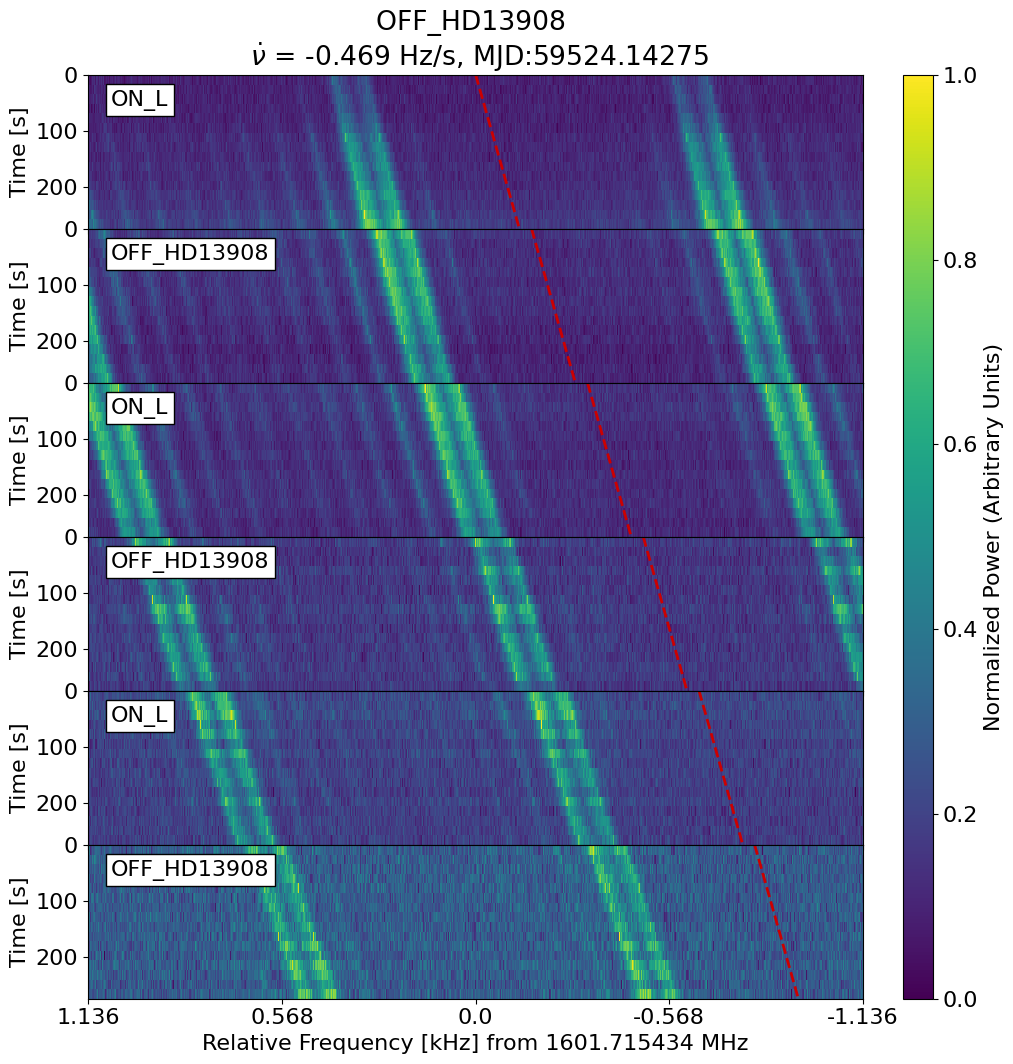 OFF_HD13908
ν̇ = -0.469 Hz/s, MJD:59524.14275
0
100
200
Time [s]
ON_L
0
100
200
Time [s]
OFF_HD13908
0
100
200
Time [s]
ON_L
0
100
200
Time [s]
OFF_HD13908
0
100
200
Time [s]
ON_L
0
100
200
Time [s]
OFF_HD13908
1.136 0.568 0.0 -0.568 -1.136
Relative Frequency [kHz] from 1601.715434 MHz
1.0
0.8
0.6
0.4
0.2
0.0
Normalized Power (Arbitrary Units)